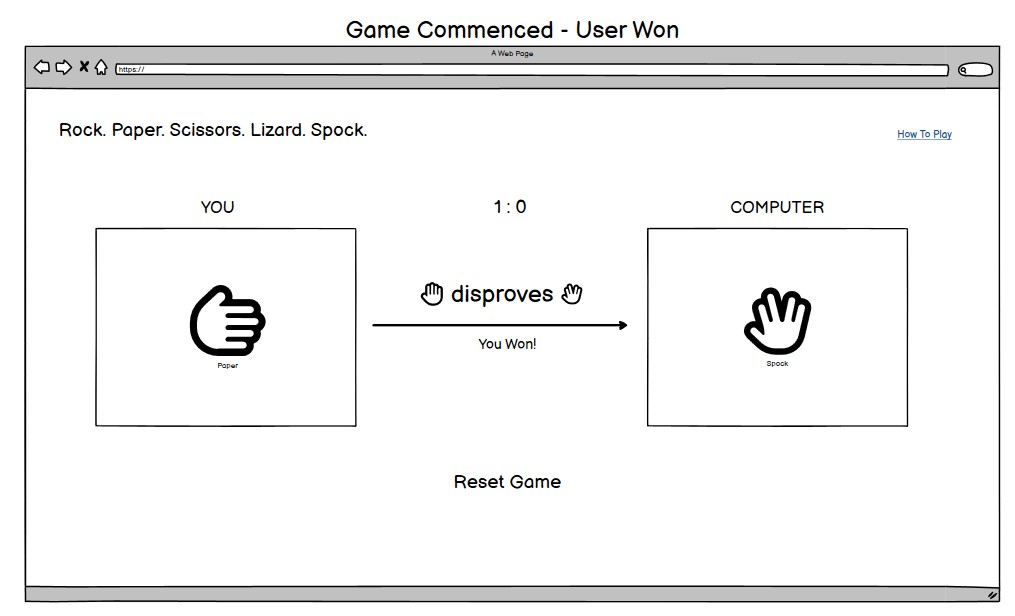 Game Commenced - User Won
A Web Page
https://
Rock. Paper. Scissors. Lizard. Spock.
How To Play
YOU
1 : 0
COMPUTER
disproves
You Won!
Paper
Spock
Reset Game